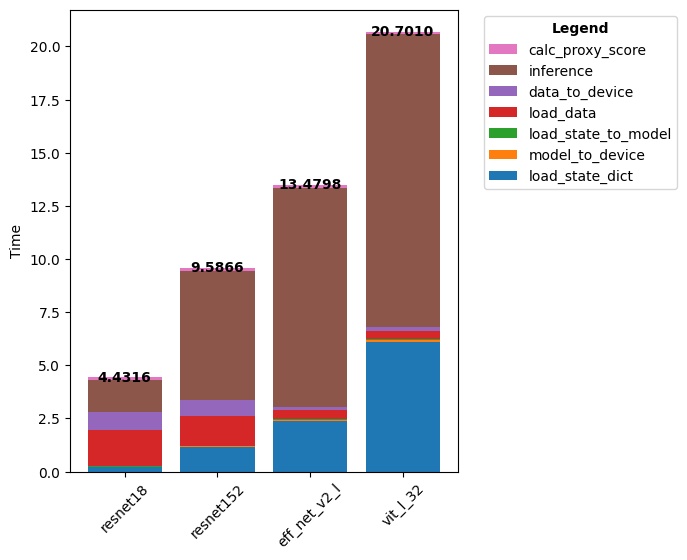 20.7010
13.4798
9.5866
4.4316
Time
20.0
17.5
15.0
12.5
10.0
7.5
5.0
2.5
0.0
resnet18
resnet152
eff_net_v2_l
vit_l_32
Legend
calc_proxy_score
inference
data_to_device
load_data
load_state_to_model
model_to_device
load_state_dict